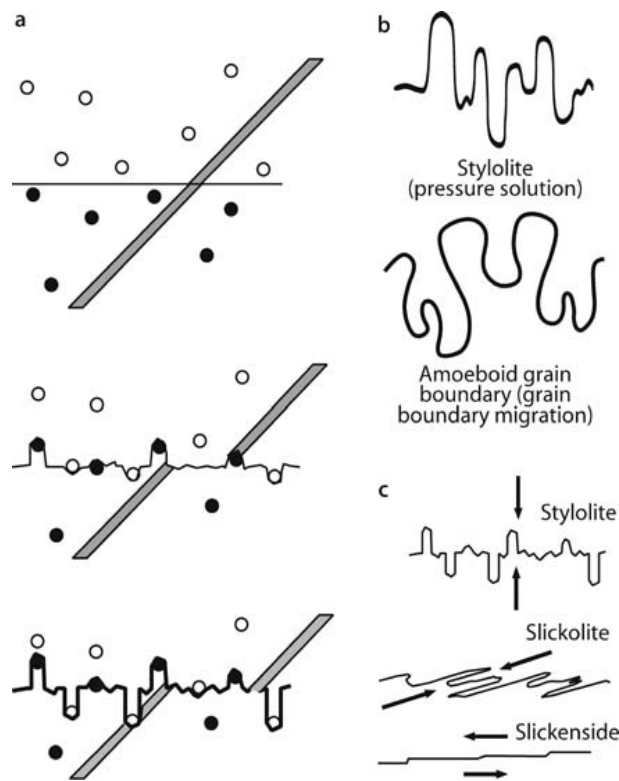 a
b
Stylolite
(pressure solution)
Amoeboid grain
boundary (grain
boundary migration)
c
Stylolite
Slickolite
Slickenside